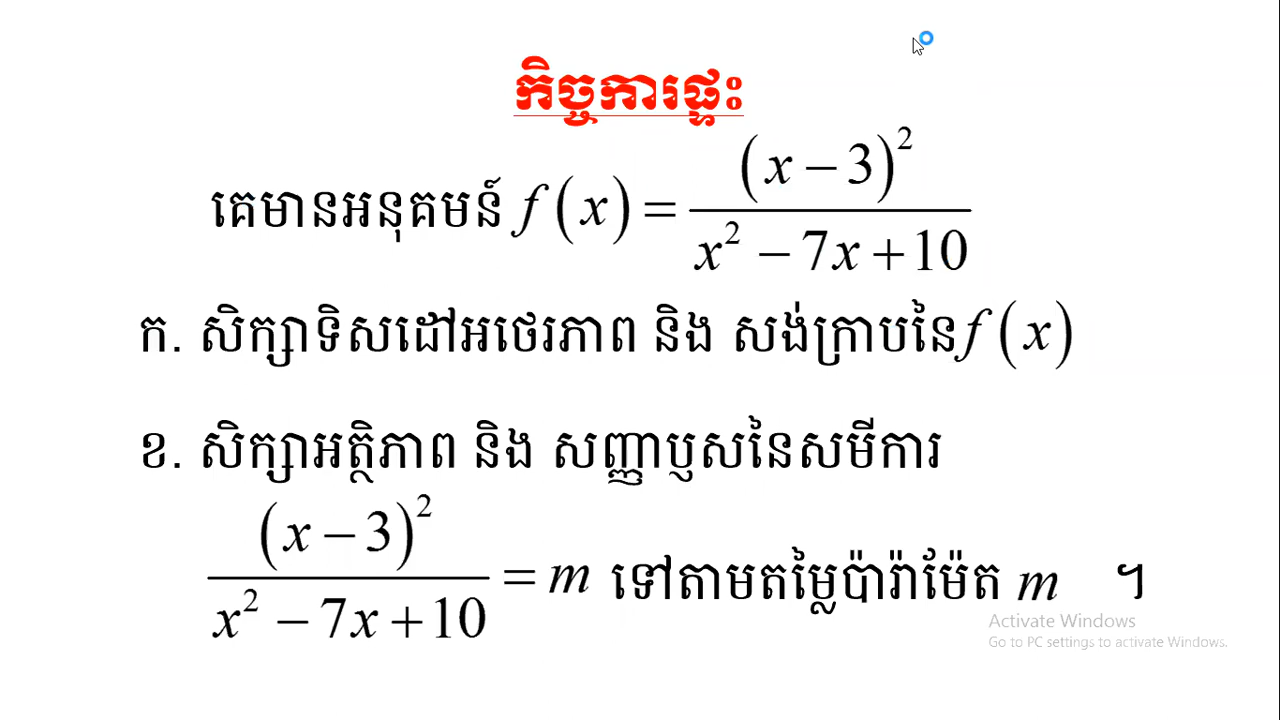 កិច្ចការផ្ទះ
គេមានអនុគមន៍ f(x) = (x − 3)² / (x² − 7x + 10)
ក. សិក្សាទិសដៅអថេរភាព និង សង់ក្រាបនៃ f(x)
ខ. សិក្សាអត្ថិភាព និង សញ្ញាឫសនៃសមីការ
(x − 3)² / (x² − 7x + 10) = m ទៅតាមតម្លៃប៉ារ៉ាម៉ែត m ។
Activate Windows
Go to PC settings to activate Windows.